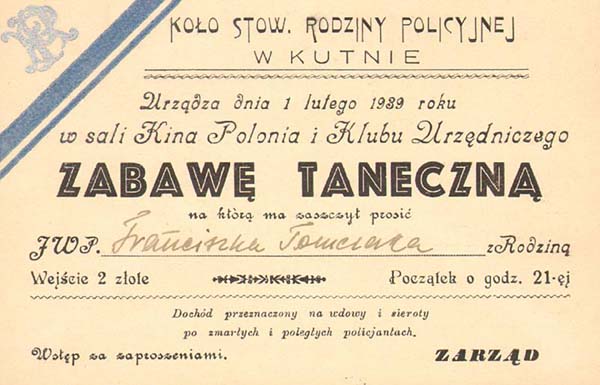 KOŁO STOW. RODZINY POLICYJNEJ
W KUTNIE
Urządza dnia 1 lutego 1939 roku
w sali Kina Polonia i Klubu Urzędniczego
ZABAWĘ TANECZNĄ
na którą ma zaszczyt prosić
JWP. Franciszka Tomczaka z Rodziną
Wejście 2 złote Początek o godz. 21-ej
Dochód przeznaczony na wdowy i sieroty
po zmarłych i poległych policjantach.
Wstęp za zaproszeniami. ZARZĄD